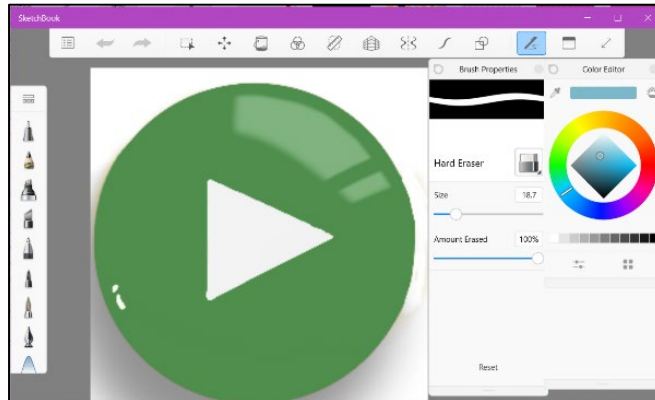 SketchBook
Brush Properties
Color Editor
Hard Eraser
Size
18.7
Amount Erased
100%
Reset